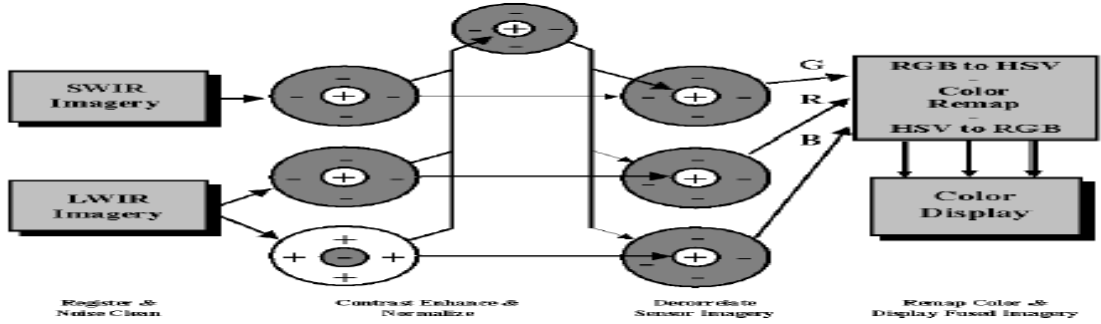 SWIR
Imagery
LWIR
Imagery
G
R
B
RGB to HSV
-
Color
Remap
-
HSV to RGB
Color
Display
Register &
Noise Clean
Contrast Enhance &
Normalize
Decorrelate
Sensor Imagery
Remap Color &
Display Fused Imagery